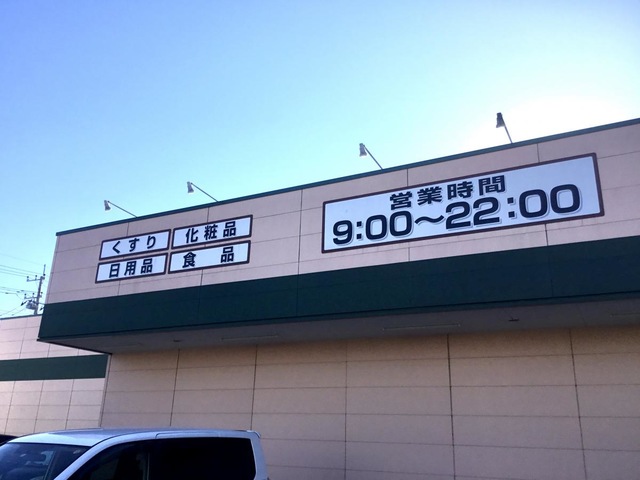 くすり 化粧品
日用品 食品
営業時間
9:00～22:00